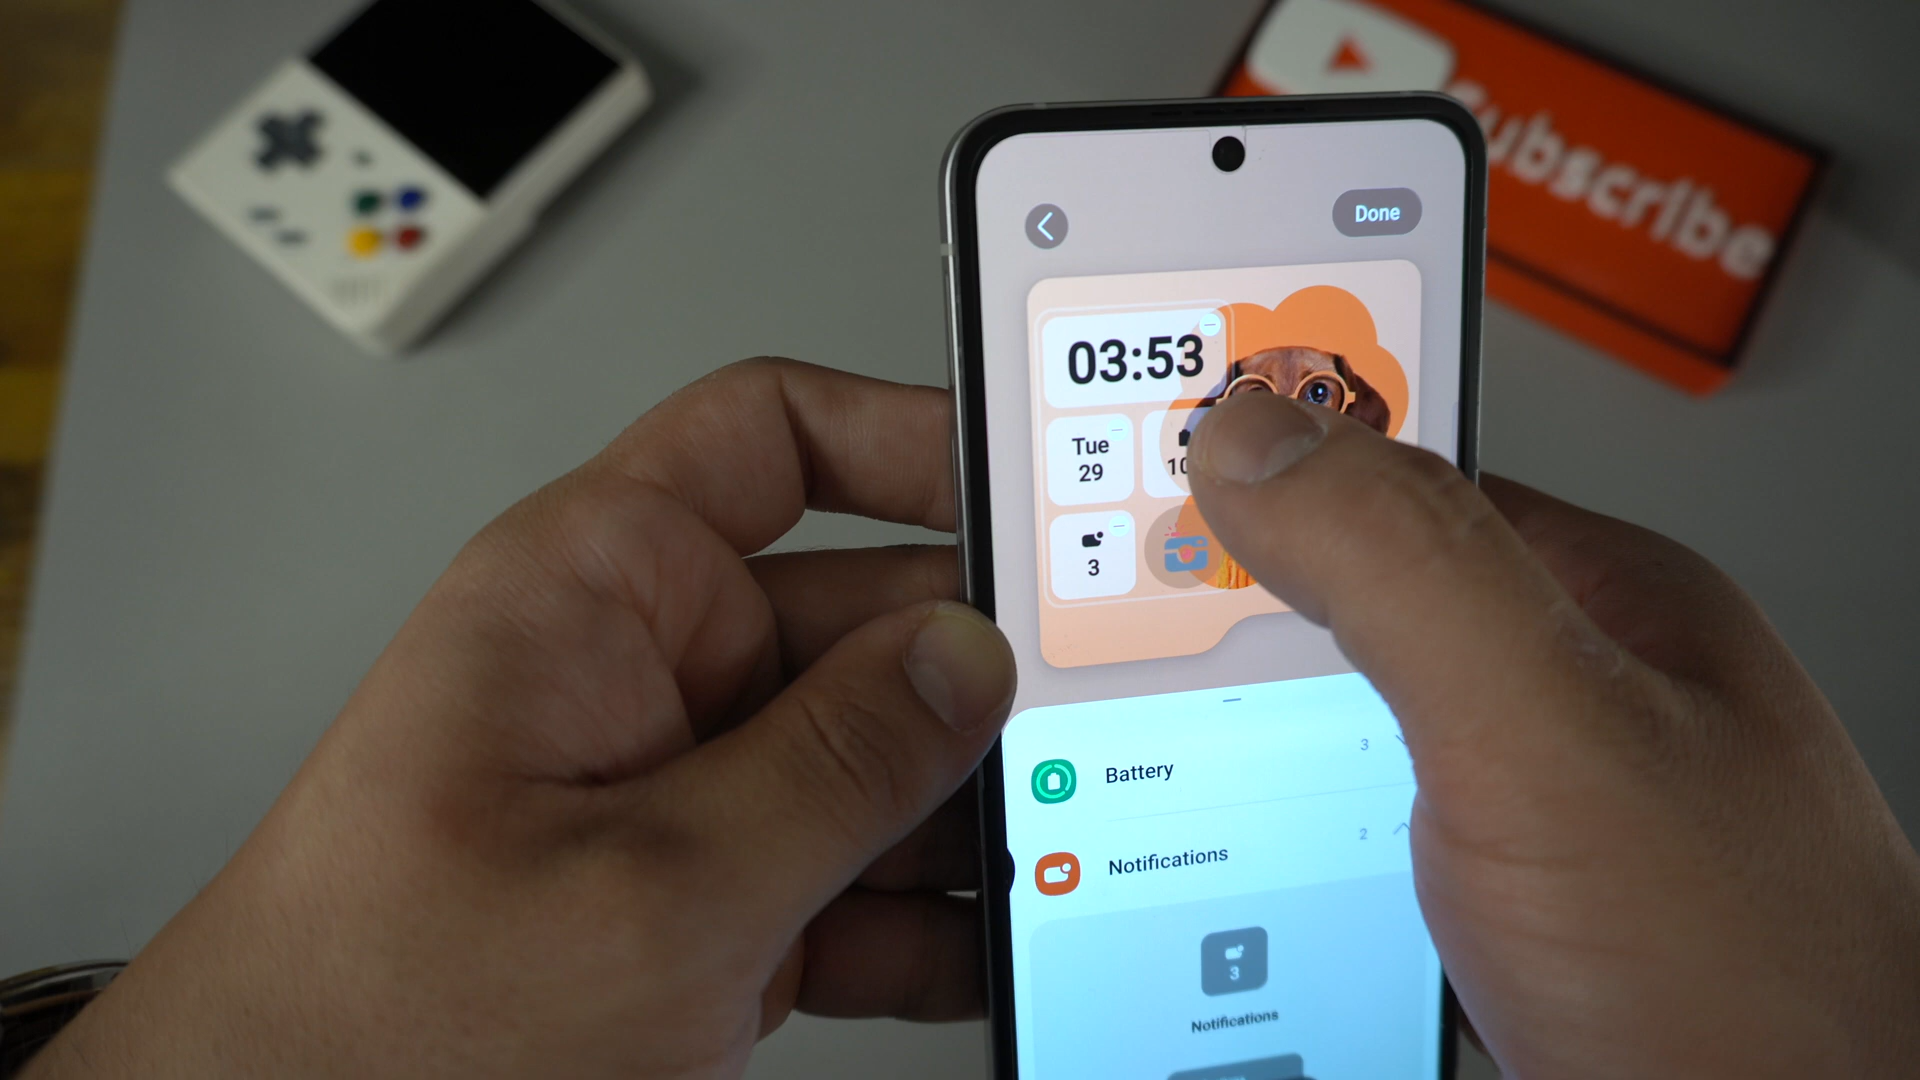 Subscribe
Done
03:53
Tue
29
3
Battery
3
Notifications
2
3
Notifications